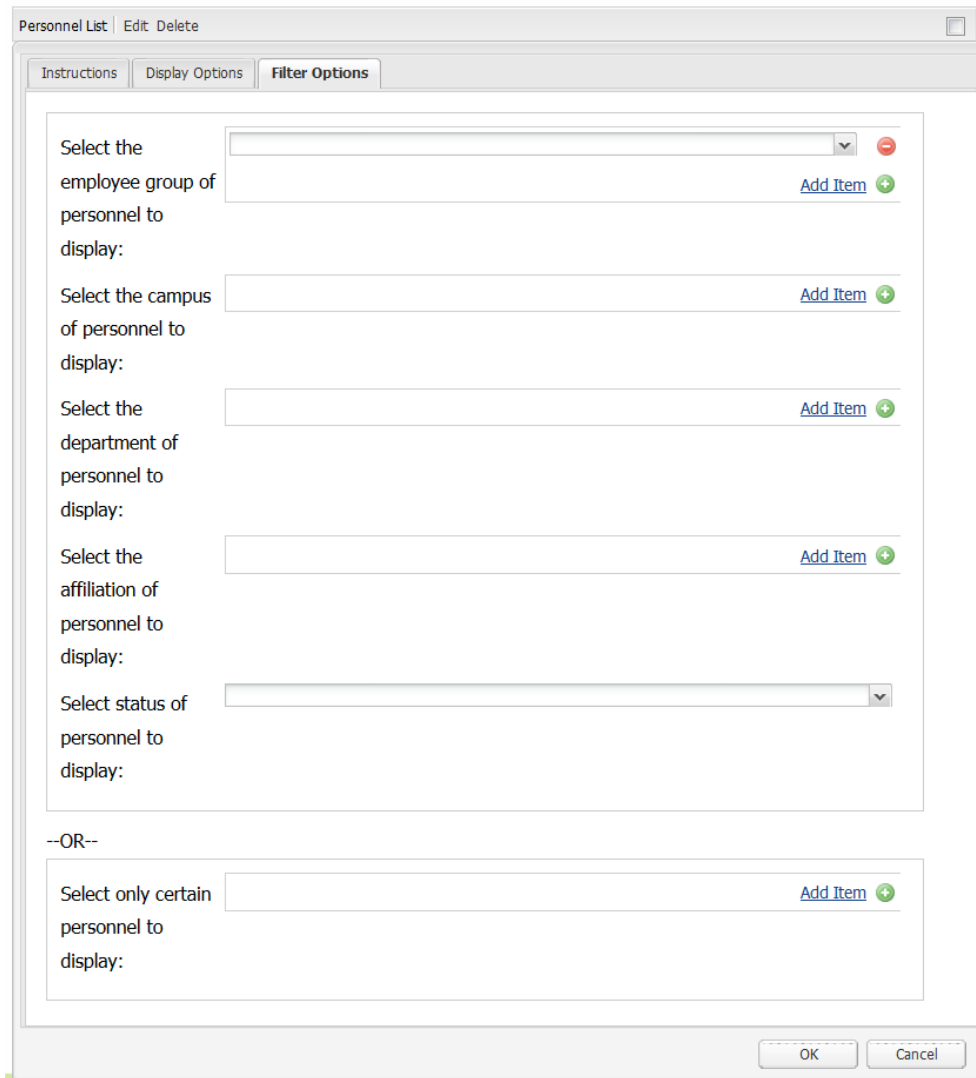 Personnel List Edit Delete
Instructions Display Options Filter Options
Select the
employee group of
personnel to
display:
Add Item
Select the campus
of personnel to
display:
Add Item
Select the
department of
personnel to
display:
Add Item
Select the
affiliation of
personnel to
display:
Add Item
Select status of
personnel to
display:
--OR--
Select only certain
personnel to
display:
Add Item
OK Cancel